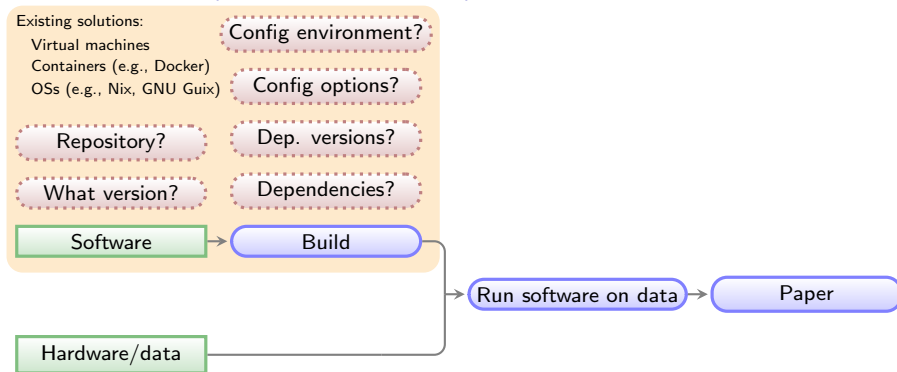 Existing solutions:
Virtual machines
Containers (e.g., Docker)
OSs (e.g., Nix, GNU Guix)
Config environment?
Config options?
Repository?
Dep. versions?
What version?
Dependencies?
Software
Build
Run software on data
Paper
Hardware/data